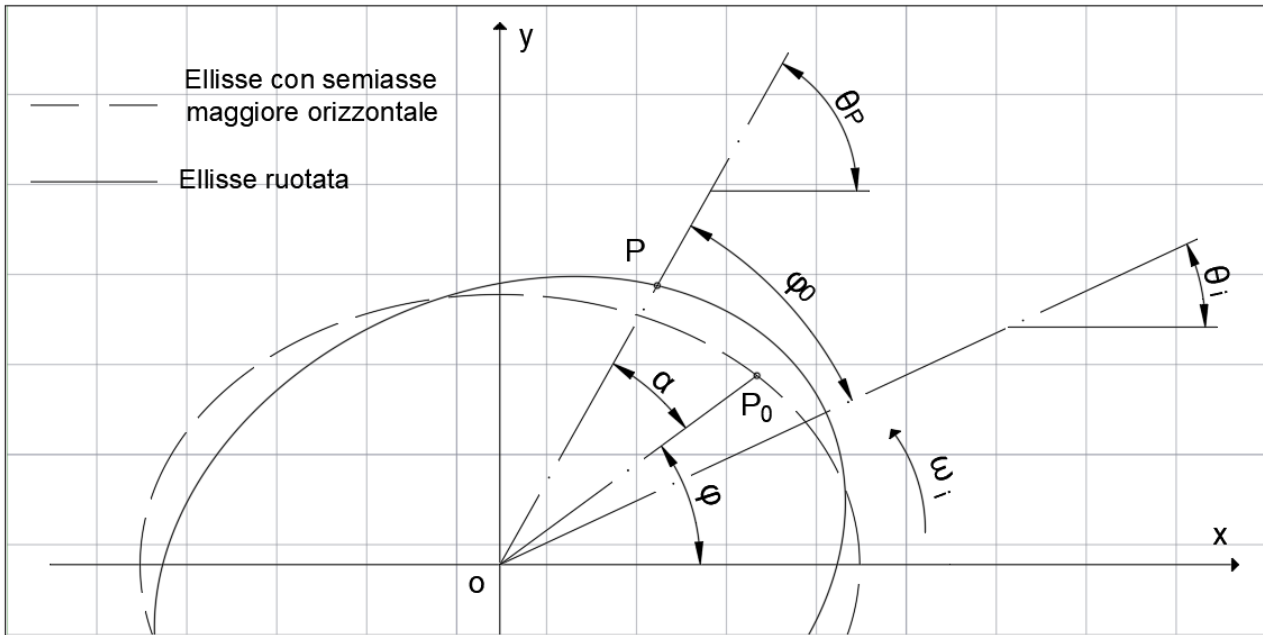 y
Ellisse con semiasse
maggiore orizzontale
θP
Ellisse ruotata
P
φ0
θi
α
P0
φ
ωi
x
o